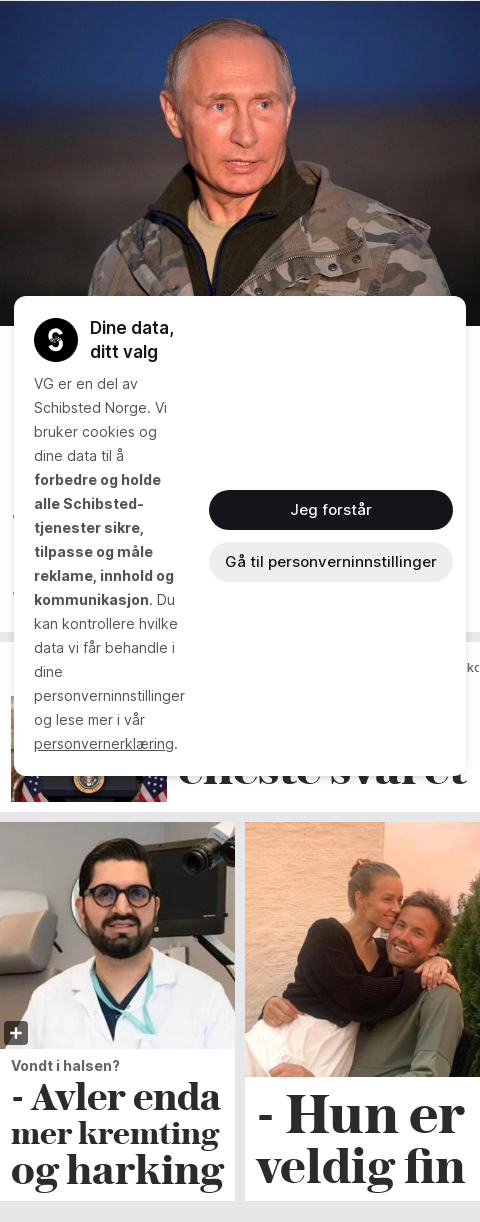 Dine data,
ditt valg
VG er en del av
Schibsted Norge. Vi
bruker cookies og
dine data til å
forbedre og holde
alle Schibsted-
tjenester sikre,
tilpasse og måle
reklame, innhold og
kommunikasjon. Du
kan kontrollere hvilke
data vi får behandle i
dine
personverninnstillinger
og lese mer i vår
personvernerklæring.
Jeg forstår
Gå til personverninnstillinger
eneste svaret
Vondt i halsen?
- Avler enda
mer kremting
og harking
- Hun er
veldig fin